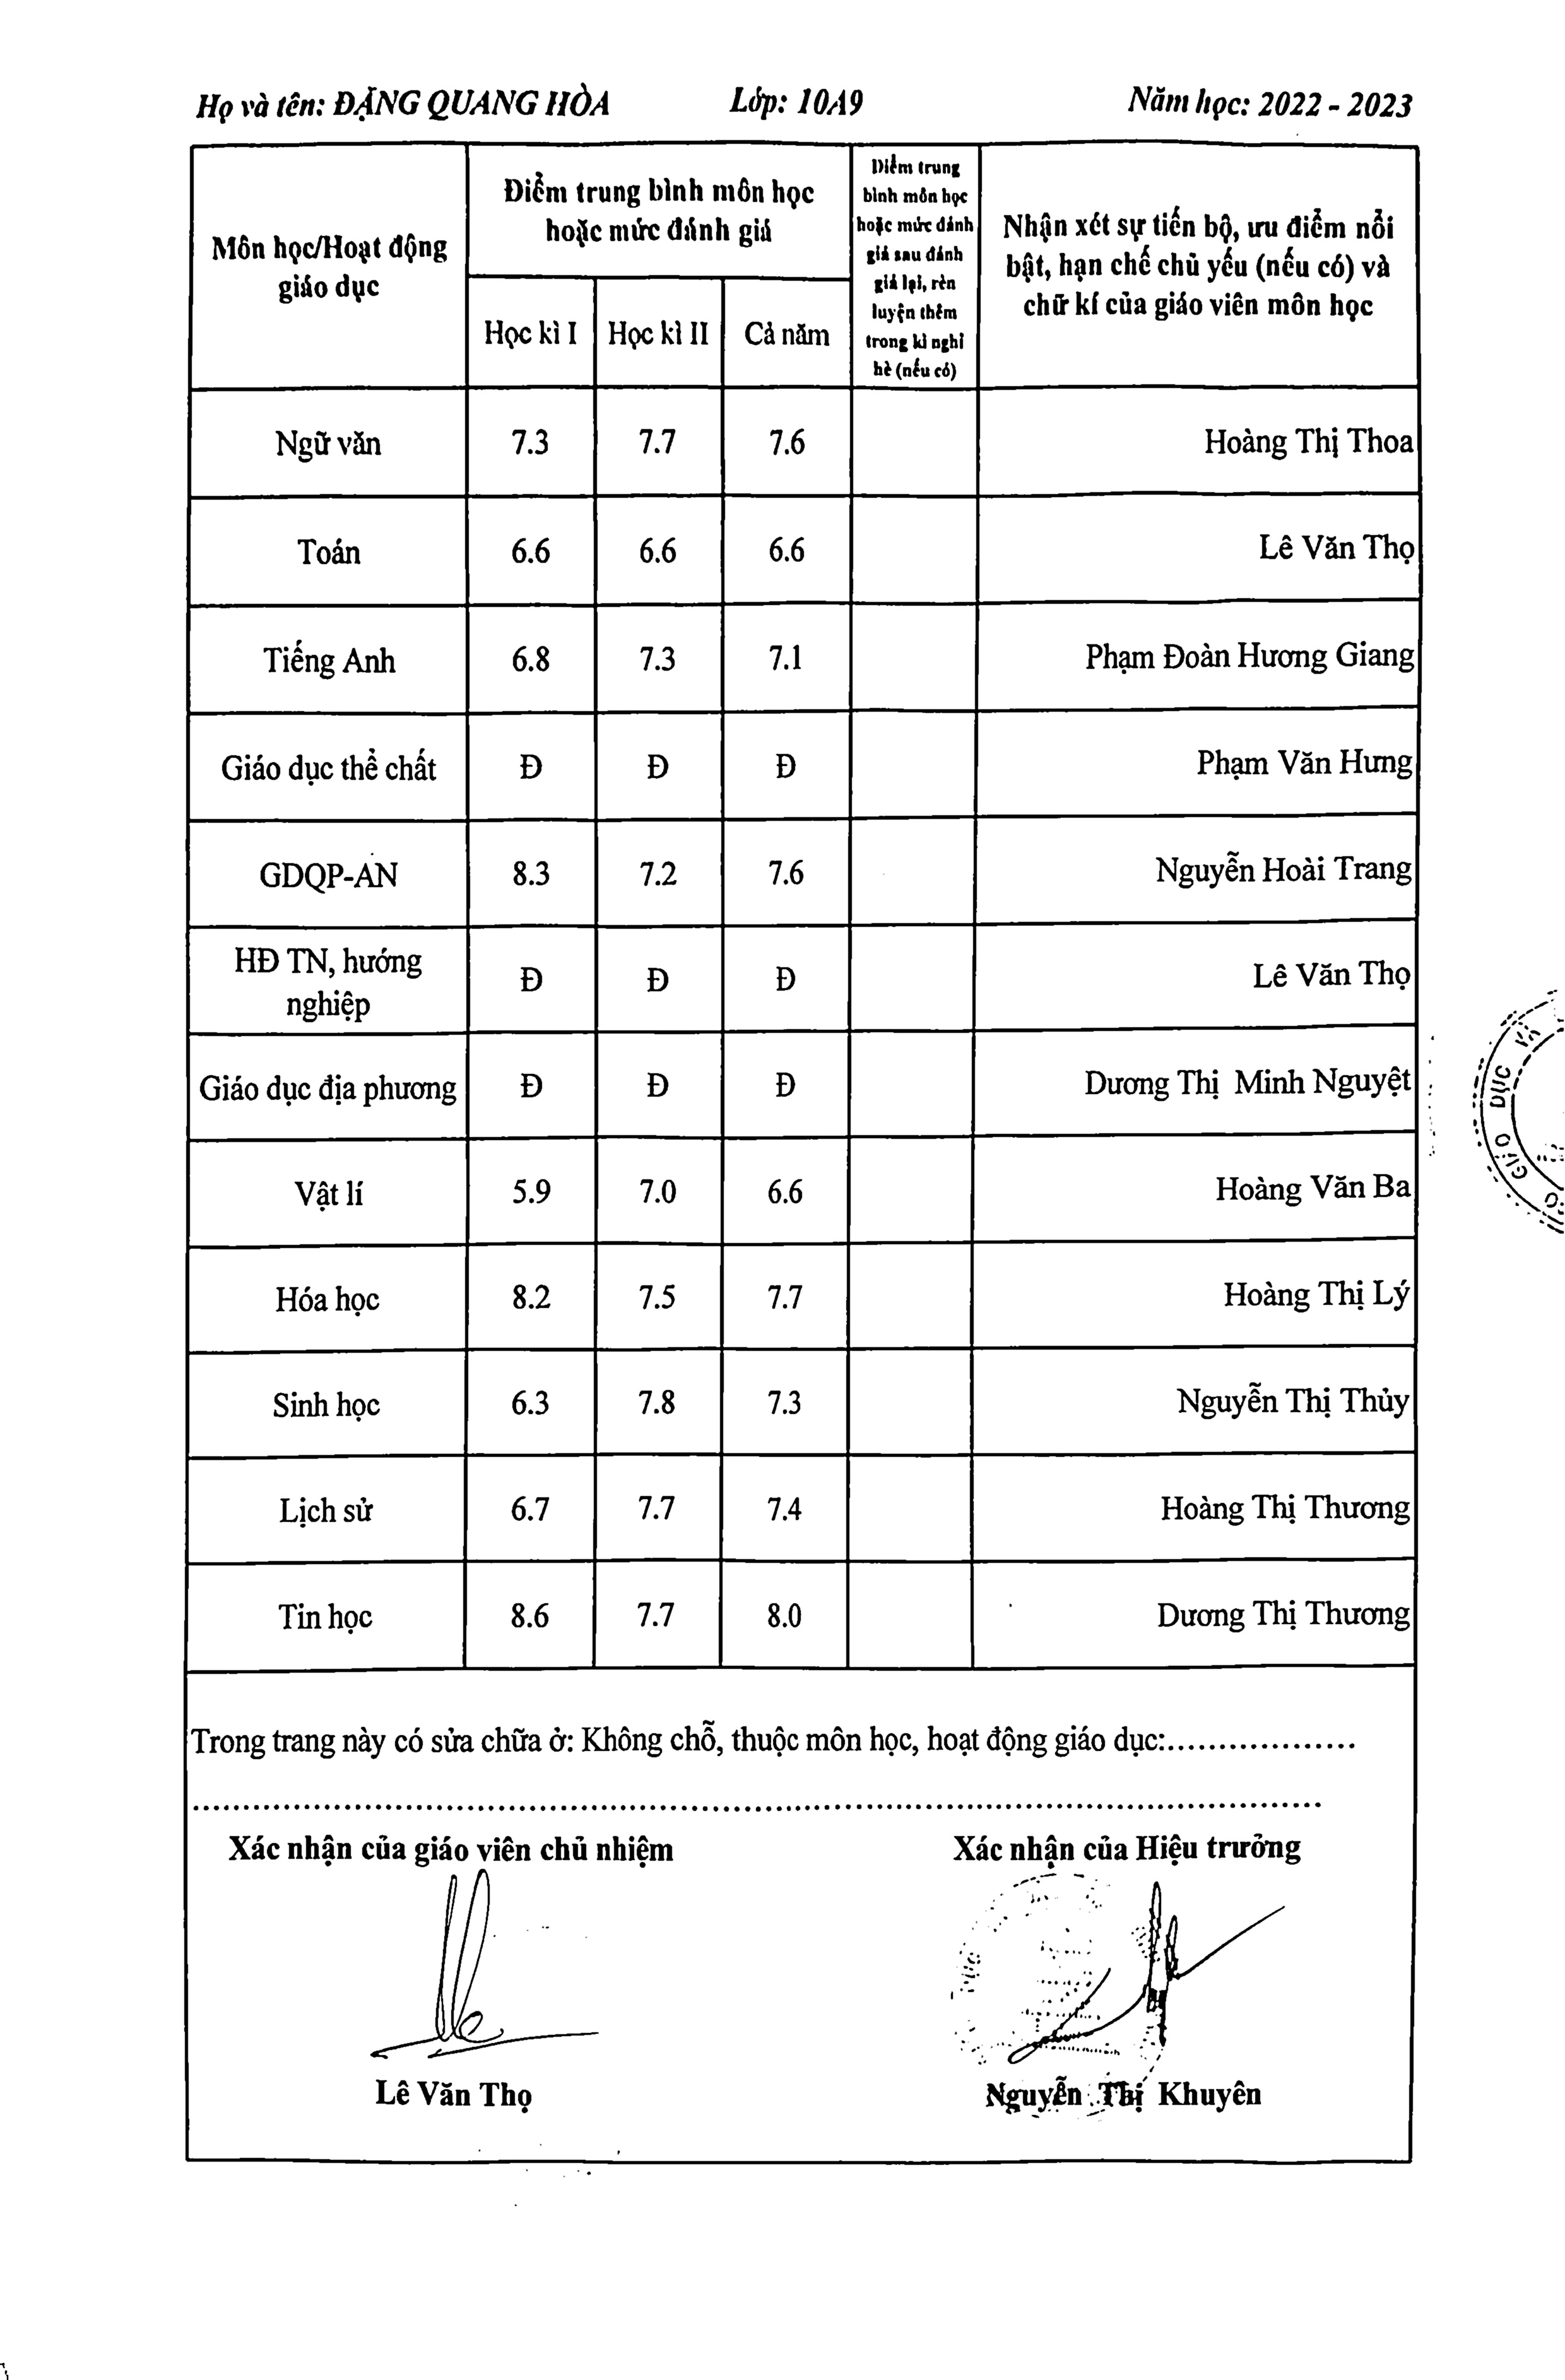 Họ và tên: ĐẶNG QUANG HÒA Lớp: 10A9 Năm học: 2022 - 2023
Môn học/Hoạt động
giáo dục
Điểm trung bình môn học
hoặc mức đánh giá
Học kì I Học kì II Cả năm
Điểm trung
bình môn học
hoặc mức đánh
giá sau đánh
giá lại, rèn
luyện thêm
trong kì nghỉ
hè (nếu có)
Nhận xét sự tiến bộ, ưu điểm nổi
bật, hạn chế chủ yếu (nếu có) và
chữ kí của giáo viên môn học
Ngữ văn 7.3 7.7 7.6 Hoàng Thị Thoa
Toán 6.6 6.6 6.6 Lê Văn Thọ
Tiếng Anh 6.8 7.3 7.1 Phạm Đoàn Hương Giang
Giáo dục thể chất Đ Đ Đ Phạm Văn Hưng
GDQP-AN 8.3 7.2 7.6 Nguyễn Hoài Trang
HĐ TN, hướng
nghiệp Đ Đ Đ Lê Văn Thọ
Giáo dục địa phương Đ Đ Đ Dương Thị Minh Nguyệt
Vật lí 5.9 7.0 6.6 Hoàng Văn Ba
Hóa học 8.2 7.5 7.7 Hoàng Thị Lý
Sinh học 6.3 7.8 7.3 Nguyễn Thị Thủy
Lịch sử 6.7 7.7 7.4 Hoàng Thị Thương
Tin học 8.6 7.7 8.0 Dương Thị Thương
Trong trang này có sửa chữa ở: Không chỗ, thuộc môn học, hoạt động giáo dục:...................
Xác nhận của giáo viên chủ nhiệm Xác nhận của Hiệu trưởng
Lê Văn Thọ Nguyễn Thị Khuyên
GIÁO DỤC VÀ